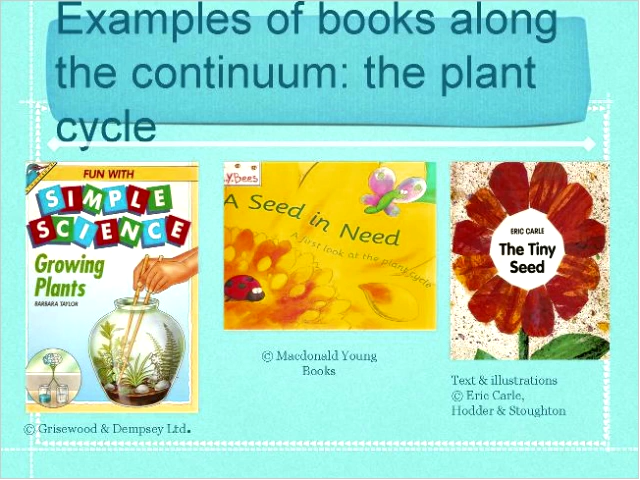 Examples of books along
the continuum: the plant
cycle
FUN WITH
SIMPLE
SCIENCE
Growing
Plants
BARBARA TAYLOR
© Grisewood & Dempsey Ltd.
A Seed in Need
A first look at the plant cycle
© Macdonald Young
Books
ERIC CARLE
The Tiny
Seed
Text & illustrations
© Eric Carle,
Hodder & Stoughton